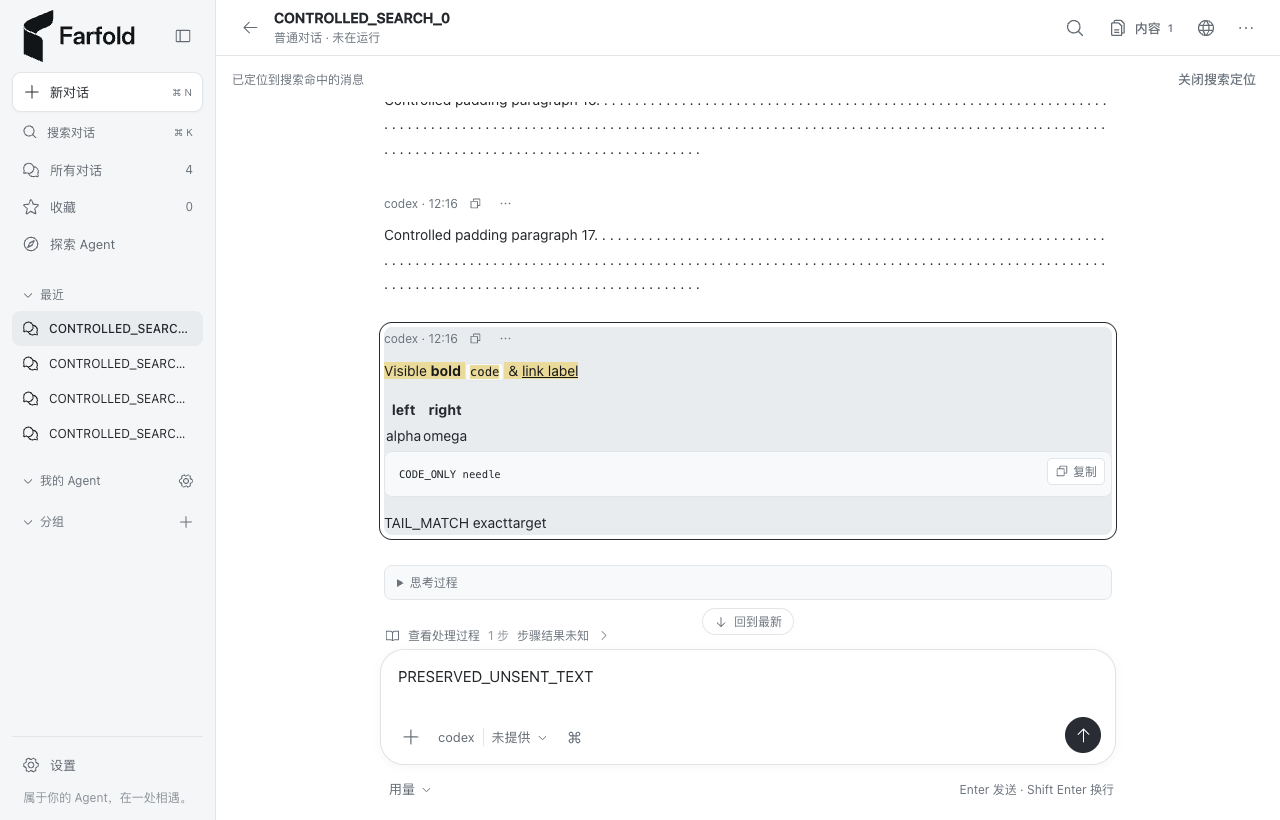 Farfold
新对话 ⌘ N
搜索对话 ⌘ K
所有对话 4
收藏 0
探索 Agent
最近
CONTROLLED_SEARC...
CONTROLLED_SEARC...
CONTROLLED_SEARC...
CONTROLLED_SEARC...
我的 Agent
分组
设置
属于你的 Agent，在一处相遇。
CONTROLLED_SEARCH_0
普通对话 · 未在运行
内容 1
已定位到搜索命中的消息
关闭搜索定位
Controlled padding paragraph 16. . . . . . . . . . . . . . . . . . . . . . . . . . . . . . . . . . . . . . . . . . . . . . . . . . . . .
. . . . . . . . . . . . . . . . . . . . . . . . . . . . . . . . . . . . . . . . . . . . . . . . . . . . . . . . . . . . . . . . . . . . . . . . . .
. . . . . . . . . . . . . . . . . . . . . . . . . . . . . . . . .
codex · 12:16
Controlled padding paragraph 17. . . . . . . . . . . . . . . . . . . . . . . . . . . . . . . . . . . . . . . . . . . . . . . . . . . . .
. . . . . . . . . . . . . . . . . . . . . . . . . . . . . . . . . . . . . . . . . . . . . . . . . . . . . . . . . . . . . . . . . . . . . . . . . .
. . . . . . . . . . . . . . . . . . . . . . . . . . . . . . . . .
codex · 12:16
Visible bold code & link label
left right
alpha omega
CODE_ONLY needle
复制
TAIL_MATCH exacttarget
思考过程
回到最新
查看处理过程 1 步 步骤结果未知
PRESERVED_UNSENT_TEXT
codex 未提供 ⌘
用量
Enter 发送 · Shift Enter 换行